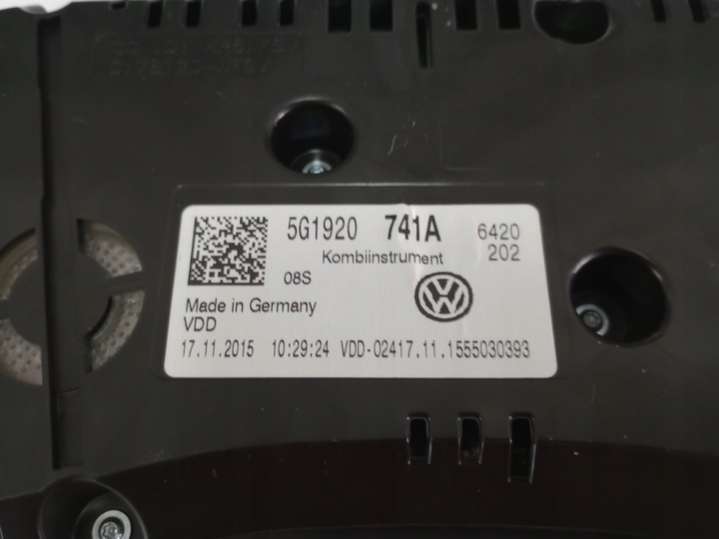 5G1920 741A 6420
Kombiinstrument 202
08S
Made in Germany
VDD
17.11.2015 10:29:24 VDD-02417.11.1555030393